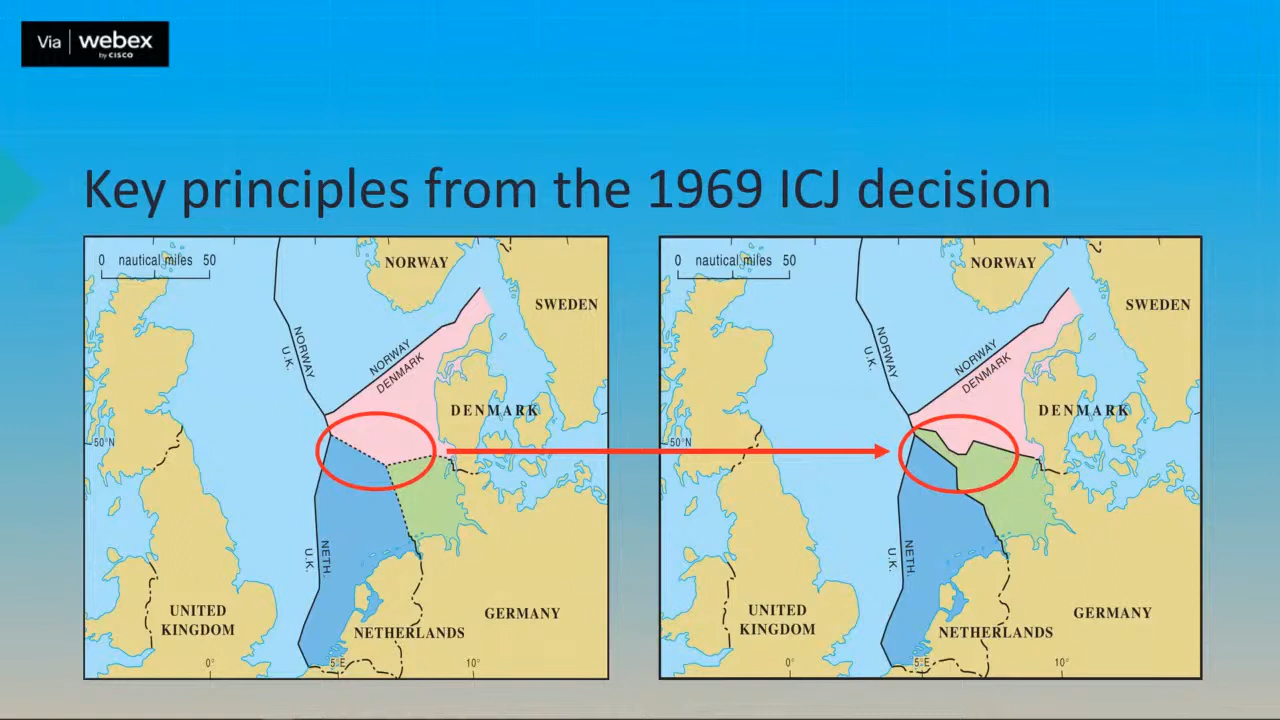 Via | webex
by CISCO
Key principles from the 1969 ICJ decision
0 nautical miles 50
NORWAY
SWEDEN
NORWAY
U.K.
NORWAY
DENMARK
DENMARK
50°N
NETH.
U.K.
UNITED
KINGDOM
GERMANY
NETHERLANDS
0°
5°E
10°
0 nautical miles 50
NORWAY
SWEDEN
NORWAY
U.K.
NORWAY
DENMARK
DENMARK
50°N
NETH.
U.K.
UNITED
KINGDOM
GERMANY
NETHERLANDS
0°
5°E
10°